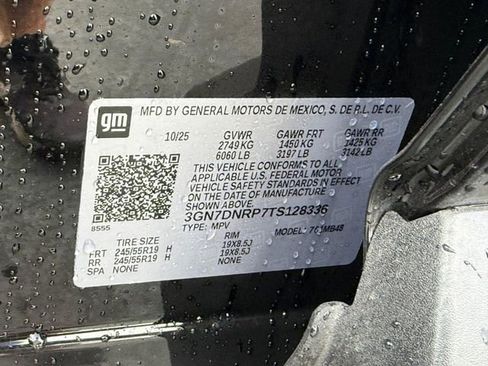 gm
MFD BY GENERAL MOTORS DE MEXICO, S. DE R.L. DE C.V.
10/25 GVWR GAWR FRT GAWR RR
2749 KG 1450 KG 1425 KG
6060 LB 3197 LB 3142 LB
THIS VEHICLE CONFORMS TO ALL
APPLICABLE U.S. FEDERAL MOTOR
VEHICLE SAFETY STANDARDS IN EFFECT
ON THE DATE OF MANUFACTURE
SHOWN ABOVE.
3GN7DNRP7TS128336
8555 TYPE: MPV MODEL: 76MB48
TIRE SIZE RIM
FRT 245/55R19 H 19X8.5J
RR 245/55R19 H 19X8.5J
SPA NONE NONE